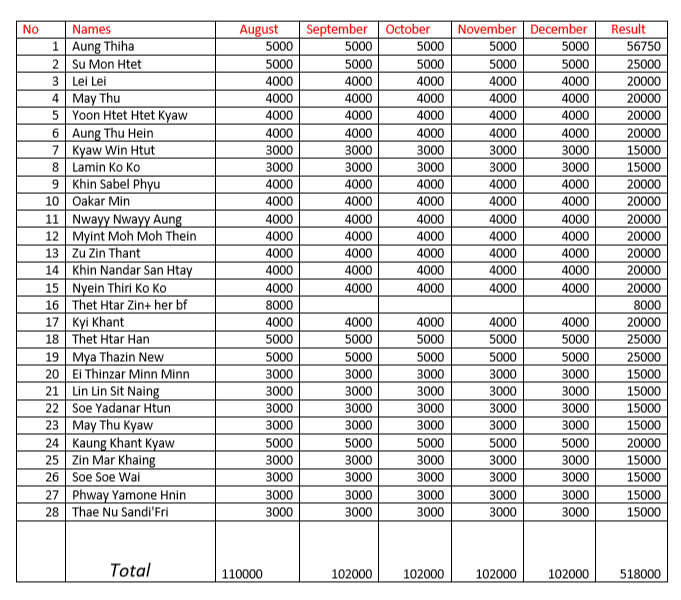 No Names August September October November December Result
1 Aung Thiha 5000 5000 5000 5000 5000 56750
2 Su Mon Htet 5000 5000 5000 5000 5000 25000
3 Lei Lei 4000 4000 4000 4000 4000 20000
4 May Thu 4000 4000 4000 4000 4000 20000
5 Yoon Htet Htet Kyaw 4000 4000 4000 4000 4000 20000
6 Aung Thu Hein 4000 4000 4000 4000 4000 20000
7 Kyaw Win Htut 3000 3000 3000 3000 3000 15000
8 Lamin Ko Ko 3000 3000 3000 3000 3000 15000
9 Khin Sabel Phyu 4000 4000 4000 4000 4000 20000
10 Oakar Min 4000 4000 4000 4000 4000 20000
11 Nwayy Nwayy Aung 4000 4000 4000 4000 4000 20000
12 Myint Moh Moh Thein 4000 4000 4000 4000 4000 20000
13 Zu Zin Thant 4000 4000 4000 4000 4000 20000
14 Khin Nandar San Htay 4000 4000 4000 4000 4000 20000
15 Nyein Thiri Ko Ko 4000 4000 4000 4000 4000 20000
16 Thet Htar Zin+ her bf 8000 8000
17 Kyi Khant 4000 4000 4000 4000 4000 20000
18 Thet Htar Han 5000 5000 5000 5000 5000 25000
19 Mya Thazin New 5000 5000 5000 5000 5000 25000
20 Ei Thinzar Minn Minn 3000 3000 3000 3000 3000 15000
21 Lin Lin Sit Naing 3000 3000 3000 3000 3000 15000
22 Soe Yadanar Htun 3000 3000 3000 3000 3000 15000
23 May Thu Kyaw 3000 3000 3000 3000 3000 15000
24 Kaung Khant Kyaw 5000 5000 5000 5000 5000 20000
25 Zin Mar Khaing 3000 3000 3000 3000 3000 15000
26 Soe Soe Wai 3000 3000 3000 3000 3000 15000
27 Phway Yamone Hnin 3000 3000 3000 3000 3000 15000
28 Thae Nu Sandi'Fri 3000 3000 3000 3000 3000 15000
Total 110000 102000 102000 102000 102000 518000